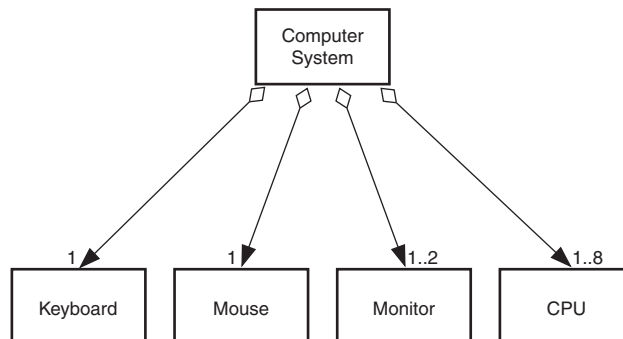 Computer
System
1
1
1..2
1..8
Keyboard
Mouse
Monitor
CPU